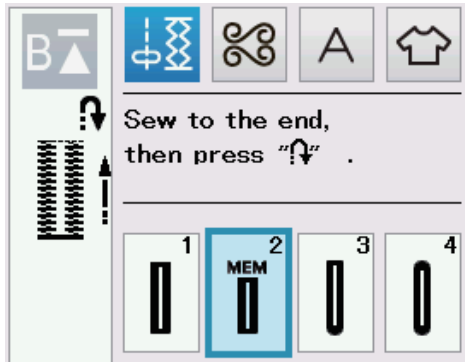 B
A
Sew to the end,
then press "↷" .
1
2
3
4
MEM